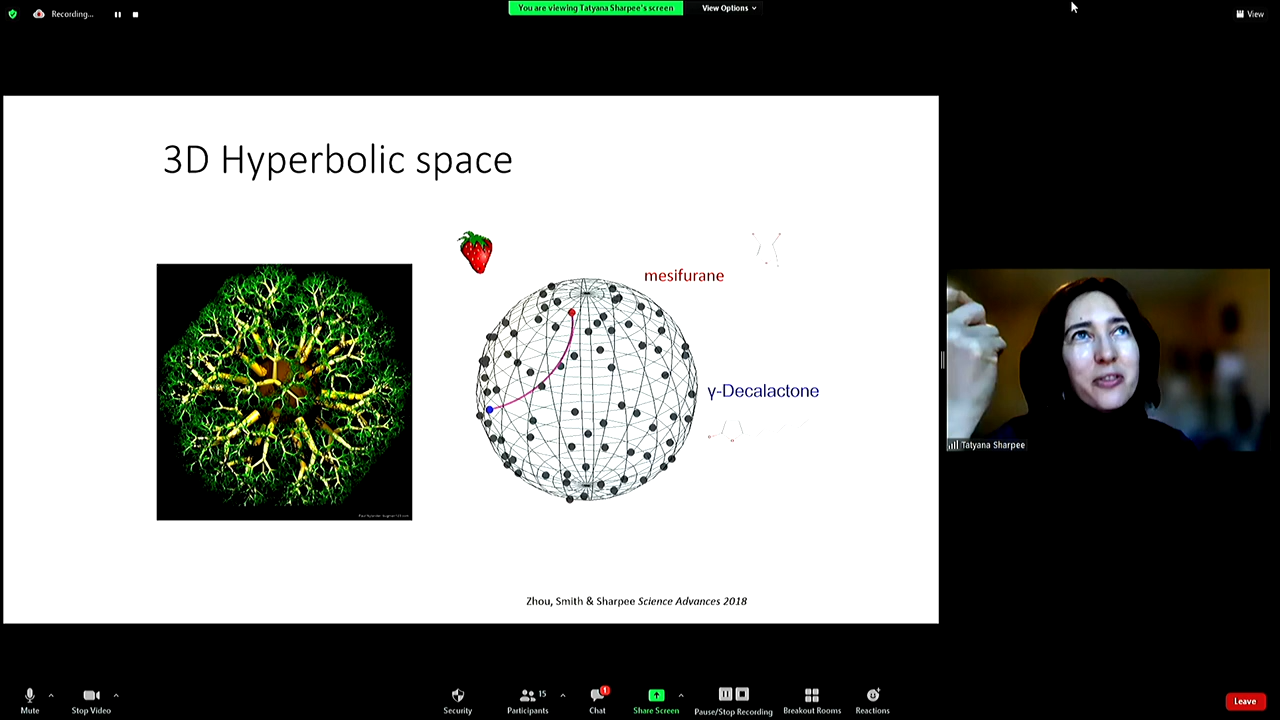 Recording...
You are viewing Tatyana Sharpee's screen
View Options
View
3D Hyperbolic space
mesifurane
γ-Decalactone
Tatyana Sharpee
Zhou, Smith & Sharpee Science Advances 2018
Mute
Stop Video
Security
15
Participants
1
Chat
Share Screen
Pause/Stop Recording
Breakout Rooms
Reactions
Leave